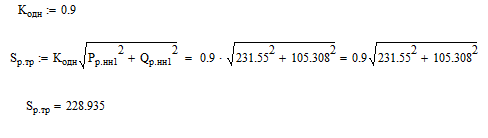 Kодн := 0.9
Sр.тр := Kодн√(Pр.нн1² + Qр.нн1²) = 0.9 · √(231.55² + 105.308²) = 0.9√(231.55² + 105.308²)
Sр.тр = 228.935